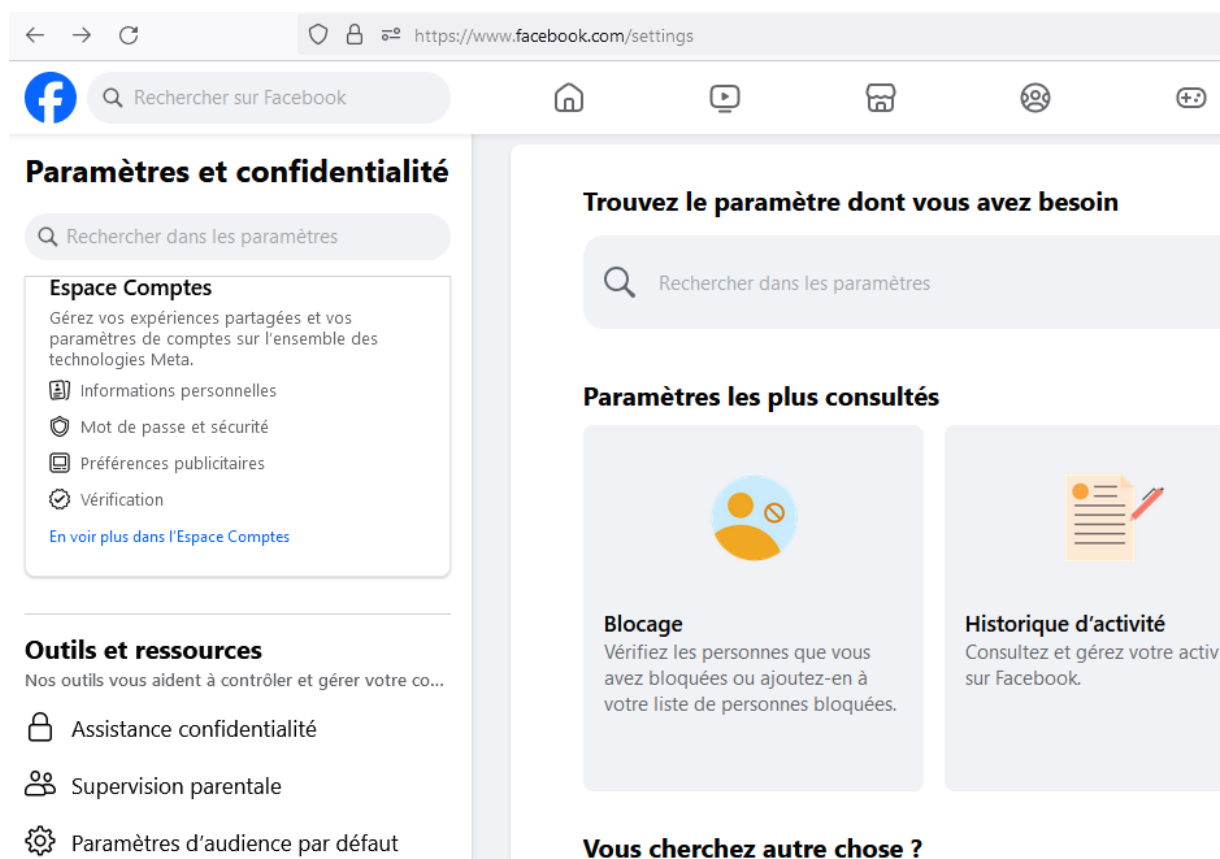 https://www.facebook.com/settings
Rechercher sur Facebook
Paramètres et confidentialité
Rechercher dans les paramètres
Espace Comptes
Gérez vos expériences partagées et vos
paramètres de comptes sur l'ensemble des
technologies Meta.
Informations personnelles
Mot de passe et sécurité
Préférences publicitaires
Vérification
En voir plus dans l'Espace Comptes
Outils et ressources
Nos outils vous aident à contrôler et gérer votre co...
Assistance confidentialité
Supervision parentale
Paramètres d'audience par défaut
Trouvez le paramètre dont vous avez besoin
Rechercher dans les paramètres
Paramètres les plus consultés
Blocage
Vérifiez les personnes que vous
avez bloquées ou ajoutez-en à
votre liste de personnes bloquées.
Historique d'activité
Consultez et gérez votre activ
sur Facebook.
Vous cherchez autre chose ?